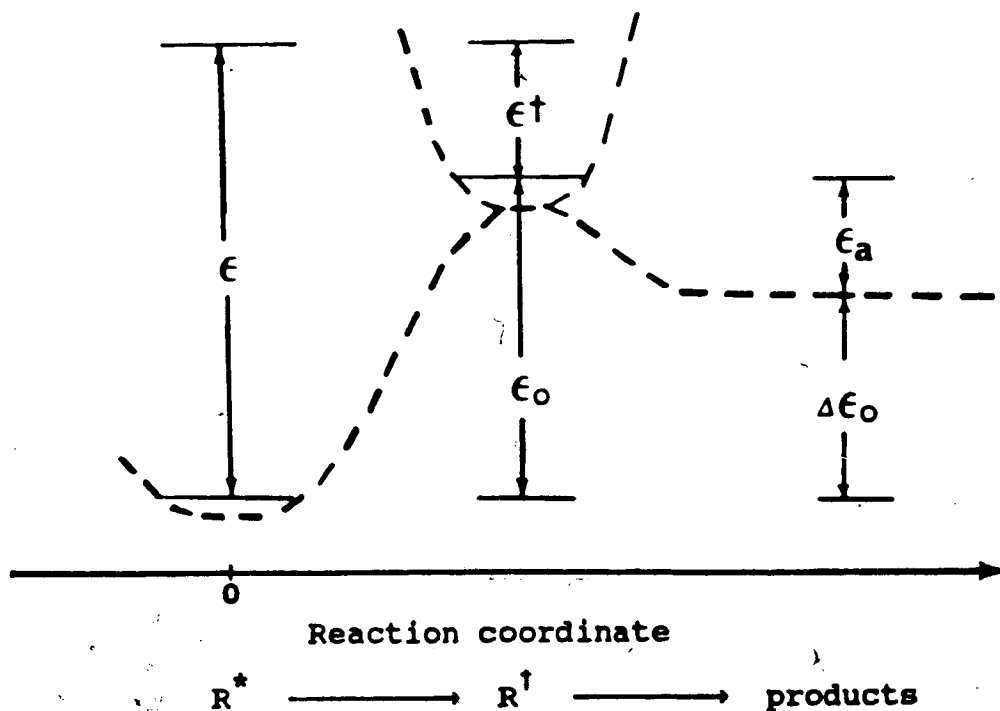 ϵ†
ϵ
ϵa
ϵo
Δϵo
0
Reaction coordinate
R* ⟶ R† ⟶ products